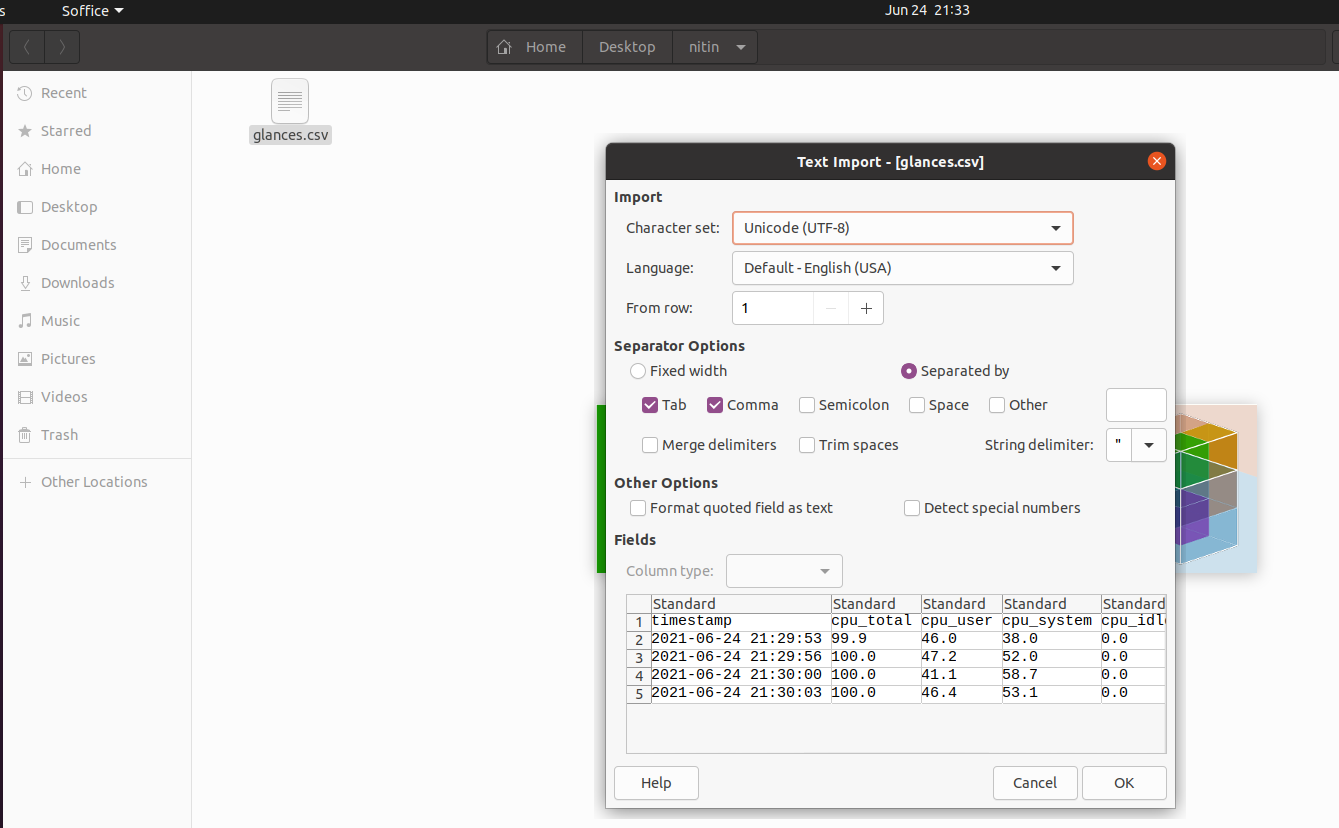 s Soffice Jun 24 21:33
Home Desktop nitin
Recent
Starred
Home
Desktop
Documents
Downloads
Music
Pictures
Videos
Trash
Other Locations
glances.csv
Text Import - [glances.csv]
Import
Character set: Unicode (UTF-8)
Language: Default - English (USA)
From row: 1
Separator Options
Fixed width Separated by
Tab Comma Semicolon Space Other
Merge delimiters Trim spaces String delimiter: "
Other Options
Format quoted field as text Detect special numbers
Fields
Column type:
Standard Standard Standard Standard Standard
1 timestamp cpu_total cpu_user cpu_system cpu_idle
2 2021-06-24 21:29:53 99.9 46.0 38.0 0.0
3 2021-06-24 21:29:56 100.0 47.2 52.0 0.0
4 2021-06-24 21:30:00 100.0 41.1 58.7 0.0
5 2021-06-24 21:30:03 100.0 46.4 53.1 0.0
Help Cancel OK